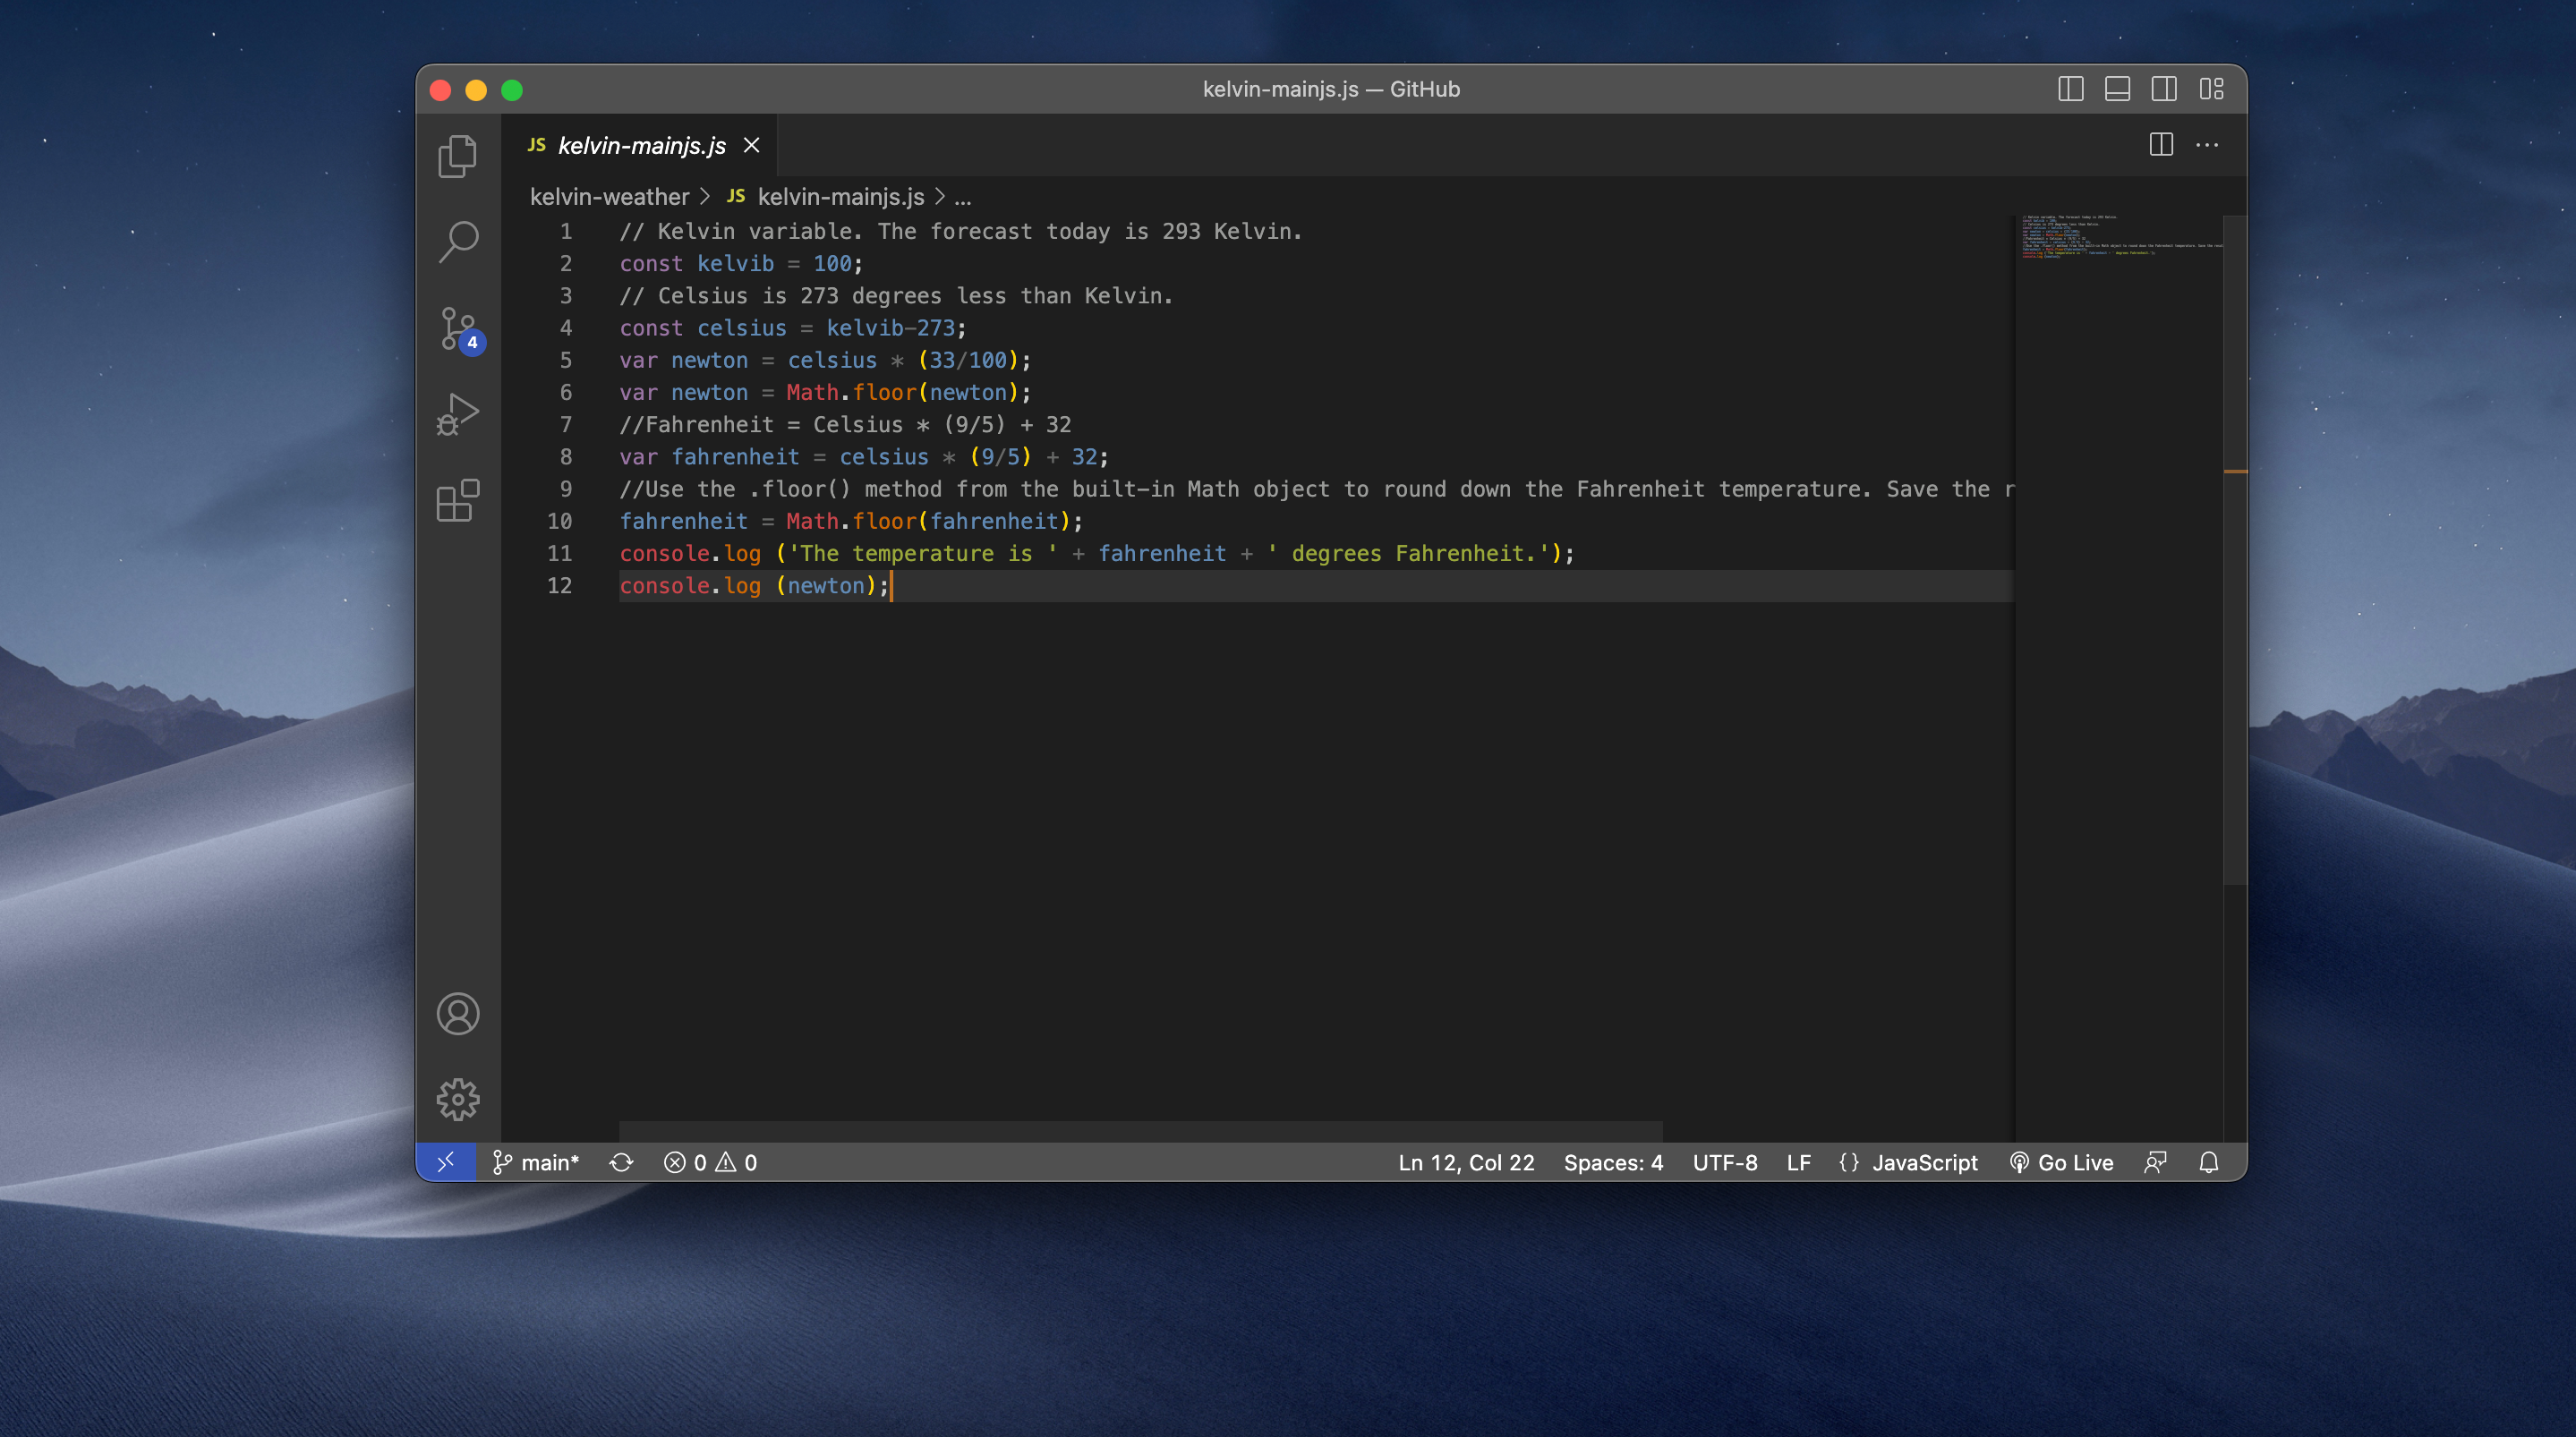 kelvin-mainjs.js — GitHub
JS kelvin-mainjs.js
kelvin-weather > JS kelvin-mainjs.js > ...
1 // Kelvin variable. The forecast today is 293 Kelvin.
2 const kelvib = 100;
3 // Celsius is 273 degrees less than Kelvin.
4 const celsius = kelvib-273;
5 var newton = celsius * (33/100);
6 var newton = Math.floor(newton);
7 //Fahrenheit = Celsius * (9/5) + 32
8 var fahrenheit = celsius * (9/5) + 32;
9 //Use the .floor() method from the built-in Math object to round down the Fahrenheit temperature. Save the r
10 fahrenheit = Math.floor(fahrenheit);
11 console.log ('The temperature is ' + fahrenheit + ' degrees Fahrenheit.');
12 console.log (newton);
4
main* 0 0 Ln 12, Col 22 Spaces: 4 UTF-8 LF {} JavaScript Go Live